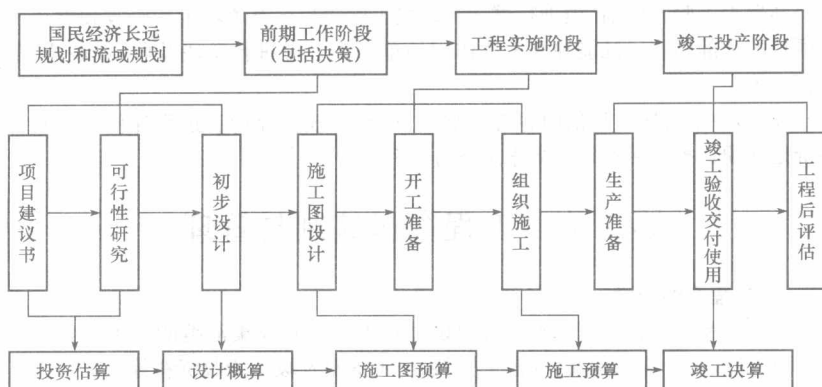 国民经济长远
规划和流域规划
前期工作阶段
(包括决策)
工程实施阶段
竣工投产阶段
项目建议书
可行性研究
初步设计
施工图设计
开工准备
组织施工
生产准备
竣工验收交付使用
工程后评估
投资估算
设计概算
施工图预算
施工预算
竣工决算